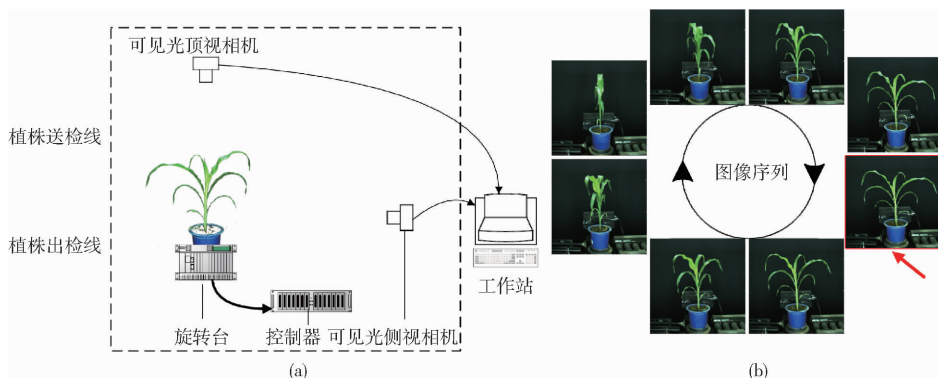 可见光顶视相机
植株送检线
植株出检线
旋转台
控制器
可见光侧视相机
工作站
(a)
图像序列
(b)